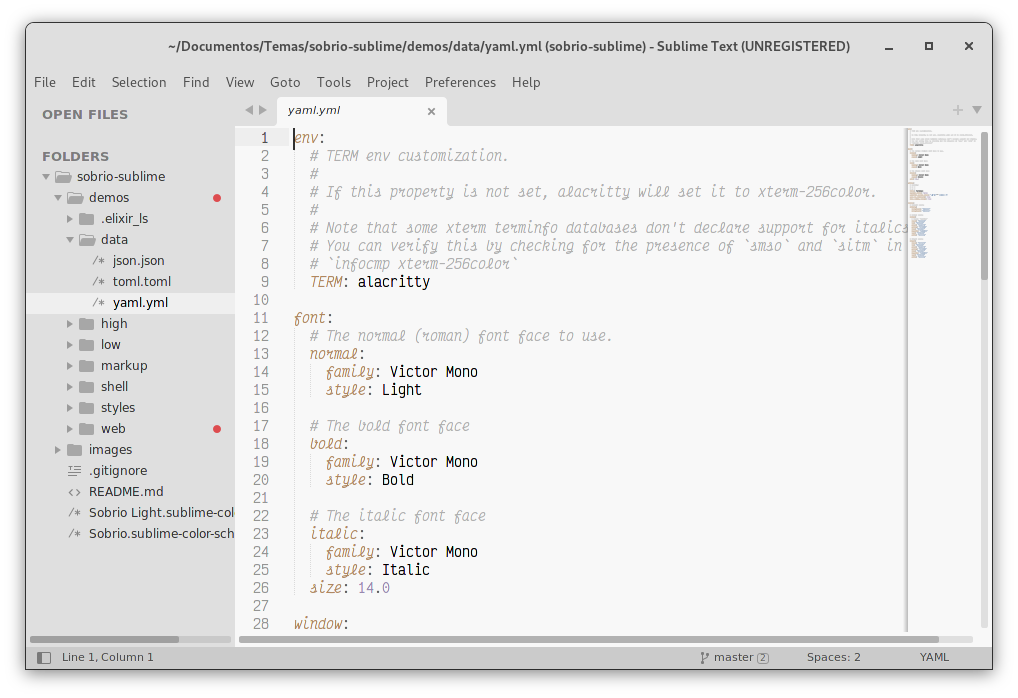 ~/Documentos/Temas/sobrio-sublime/demos/data/yaml.yml (sobrio-sublime) - Sublime Text (UNREGISTERED)
File Edit Selection Find View Goto Tools Project Preferences Help
OPEN FILES
FOLDERS
sobrio-sublime
demos
.elixir_ls
data
/* json.json
/* toml.toml
/* yaml.yml
high
low
markup
shell
styles
web
images
.gitignore
<> README.md
/* Sobrio Light.sublime-col
/* Sobrio.sublime-color-sch
yaml.yml
1 env:
2 # TERM env customization.
3 #
4 # If this property is not set, alacritty will set it to xterm-256color.
5 #
6 # Note that some xterm terminfo databases don't declare support for italics
7 # You can verify this by checking for the presence of `smso` and `sitm` in
8 # `infocmp xterm-256color`
9 TERM: alacritty
10
11 font:
12 # The normal (roman) font face to use.
13 normal:
14 family: Victor Mono
15 style: Light
16
17 # The bold font face
18 bold:
19 family: Victor Mono
20 style: Bold
21
22 # The italic font face
23 italic:
24 family: Victor Mono
25 style: Italic
26 size: 14.0
27
28 window:
Line 1, Column 1
master 2
Spaces: 2
YAML